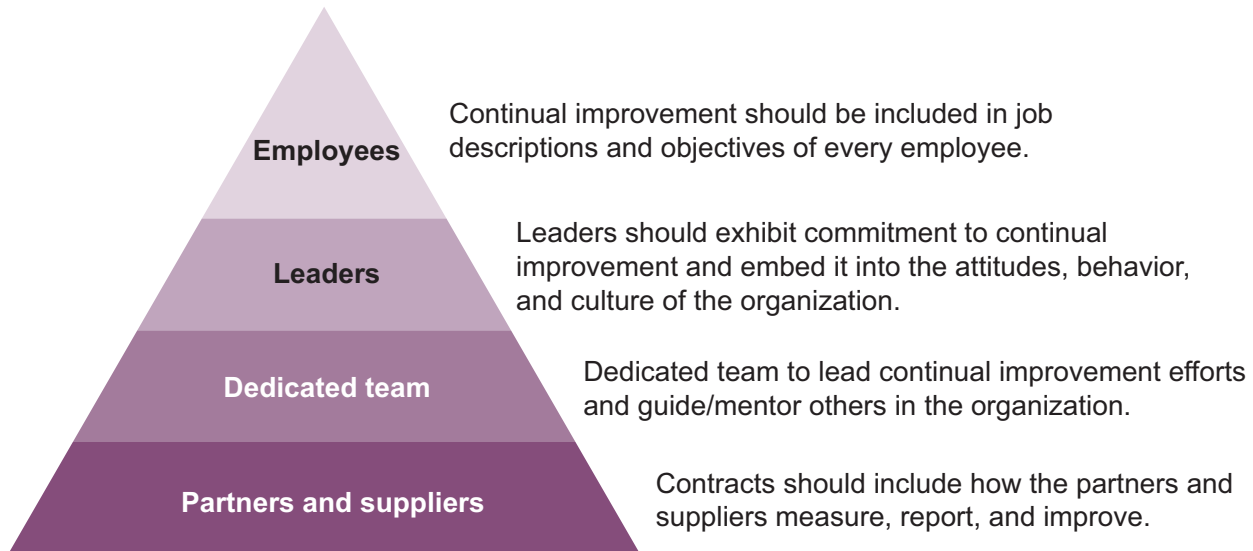 Employees
Continual improvement should be included in job
descriptions and objectives of every employee.
Leaders
Leaders should exhibit commitment to continual
improvement and embed it into the attitudes, behavior,
and culture of the organization.
Dedicated team
Dedicated team to lead continual improvement efforts
and guide/mentor others in the organization.
Partners and suppliers
Contracts should include how the partners and
suppliers measure, report, and improve.